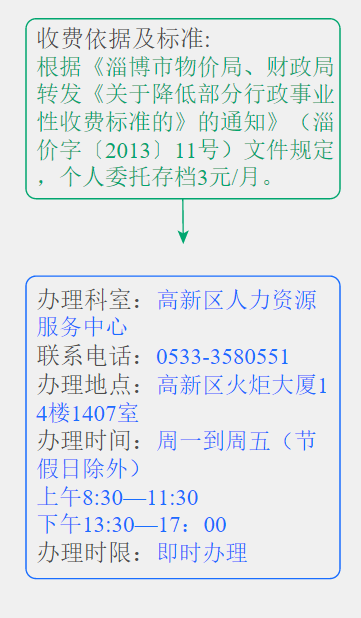 收费依据及标准:
根据《淄博市物价局、财政局
转发《关于降低部分行政事业
性收费标准的》的通知》（淄
价字〔2013〕11号）文件规定
，个人委托存档3元/月。
办理科室：高新区人力资源
服务中心
联系电话：0533-3580551
办理地点：高新区火炬大厦1
4楼1407室
办理时间：周一到周五（节
假日除外）
上午8:30—11:30
下午13:30—17：00
办理时限：即时办理